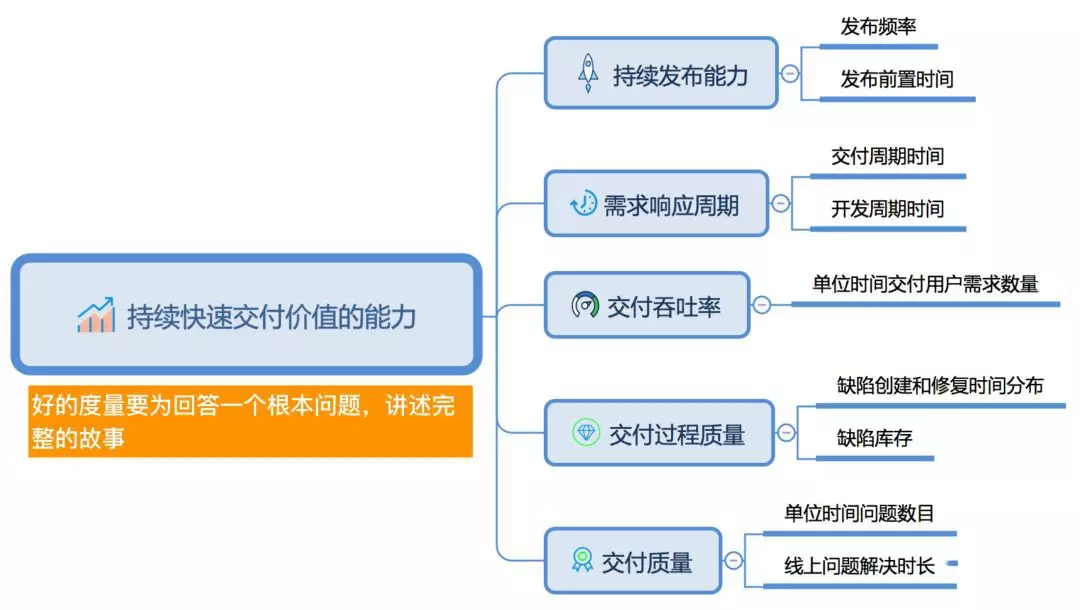 持续快速交付价值的能力
好的度量要为回答一个根本问题，讲述完
整的故事
持续发布能力
发布频率
发布前置时间
需求响应周期
交付周期时间
开发周期时间
交付吞吐率
单位时间交付用户需求数量
交付过程质量
缺陷创建和修复时间分布
缺陷库存
交付质量
单位时间问题数目
线上问题解决时长